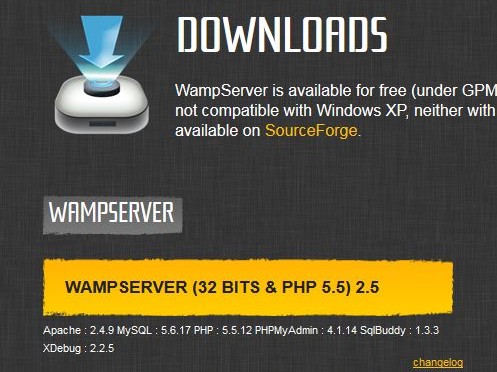 DOWNLOADS
WampServer is available for free (under GPM
not compatible with Windows XP, neither with
available on SourceForge.
WAMPSERVER
WAMPSERVER (32 BITS & PHP 5.5) 2.5
Apache : 2.4.9 MySQL : 5.6.17 PHP : 5.5.12 PHPMyAdmin : 4.1.14 SqlBuddy : 1.3.3
XDebug : 2.2.5
changelog